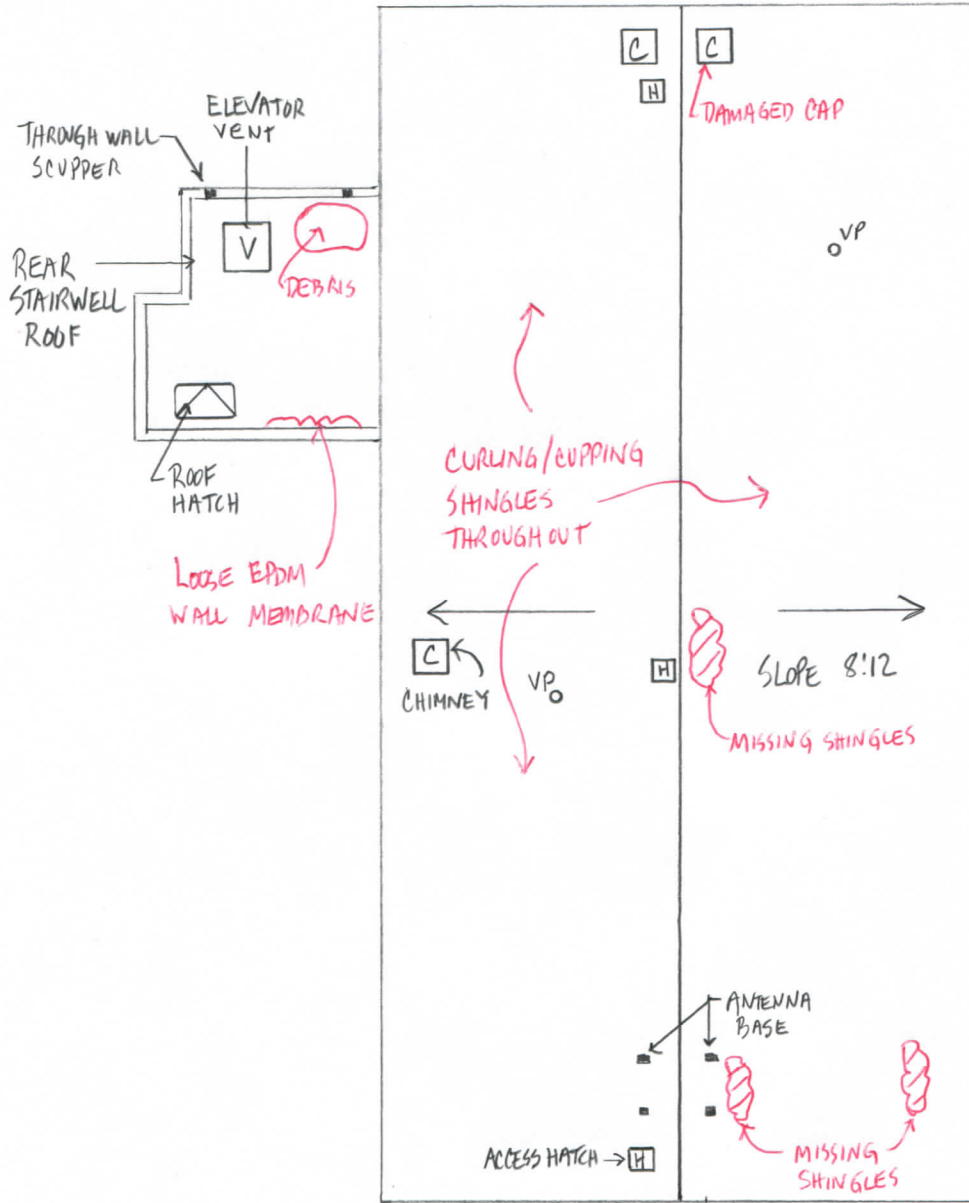 C
C
H
DAMAGED CAP
ELEVATOR
VENT
THROUGH WALL
SCUPPER
V
DEBRIS
VP
REAR
STAIRWELL
ROOF
ROOF
HATCH
CURLING/CUPPING
SHINGLES
THROUGHOUT
LOOSE EPDM
WALL MEMBRANE
C
CHIMNEY
VP
H
SLOPE 8:12
MISSING SHINGLES
ANTENNA
BASE
ACCESS HATCH
H
MISSING
SHINGLES